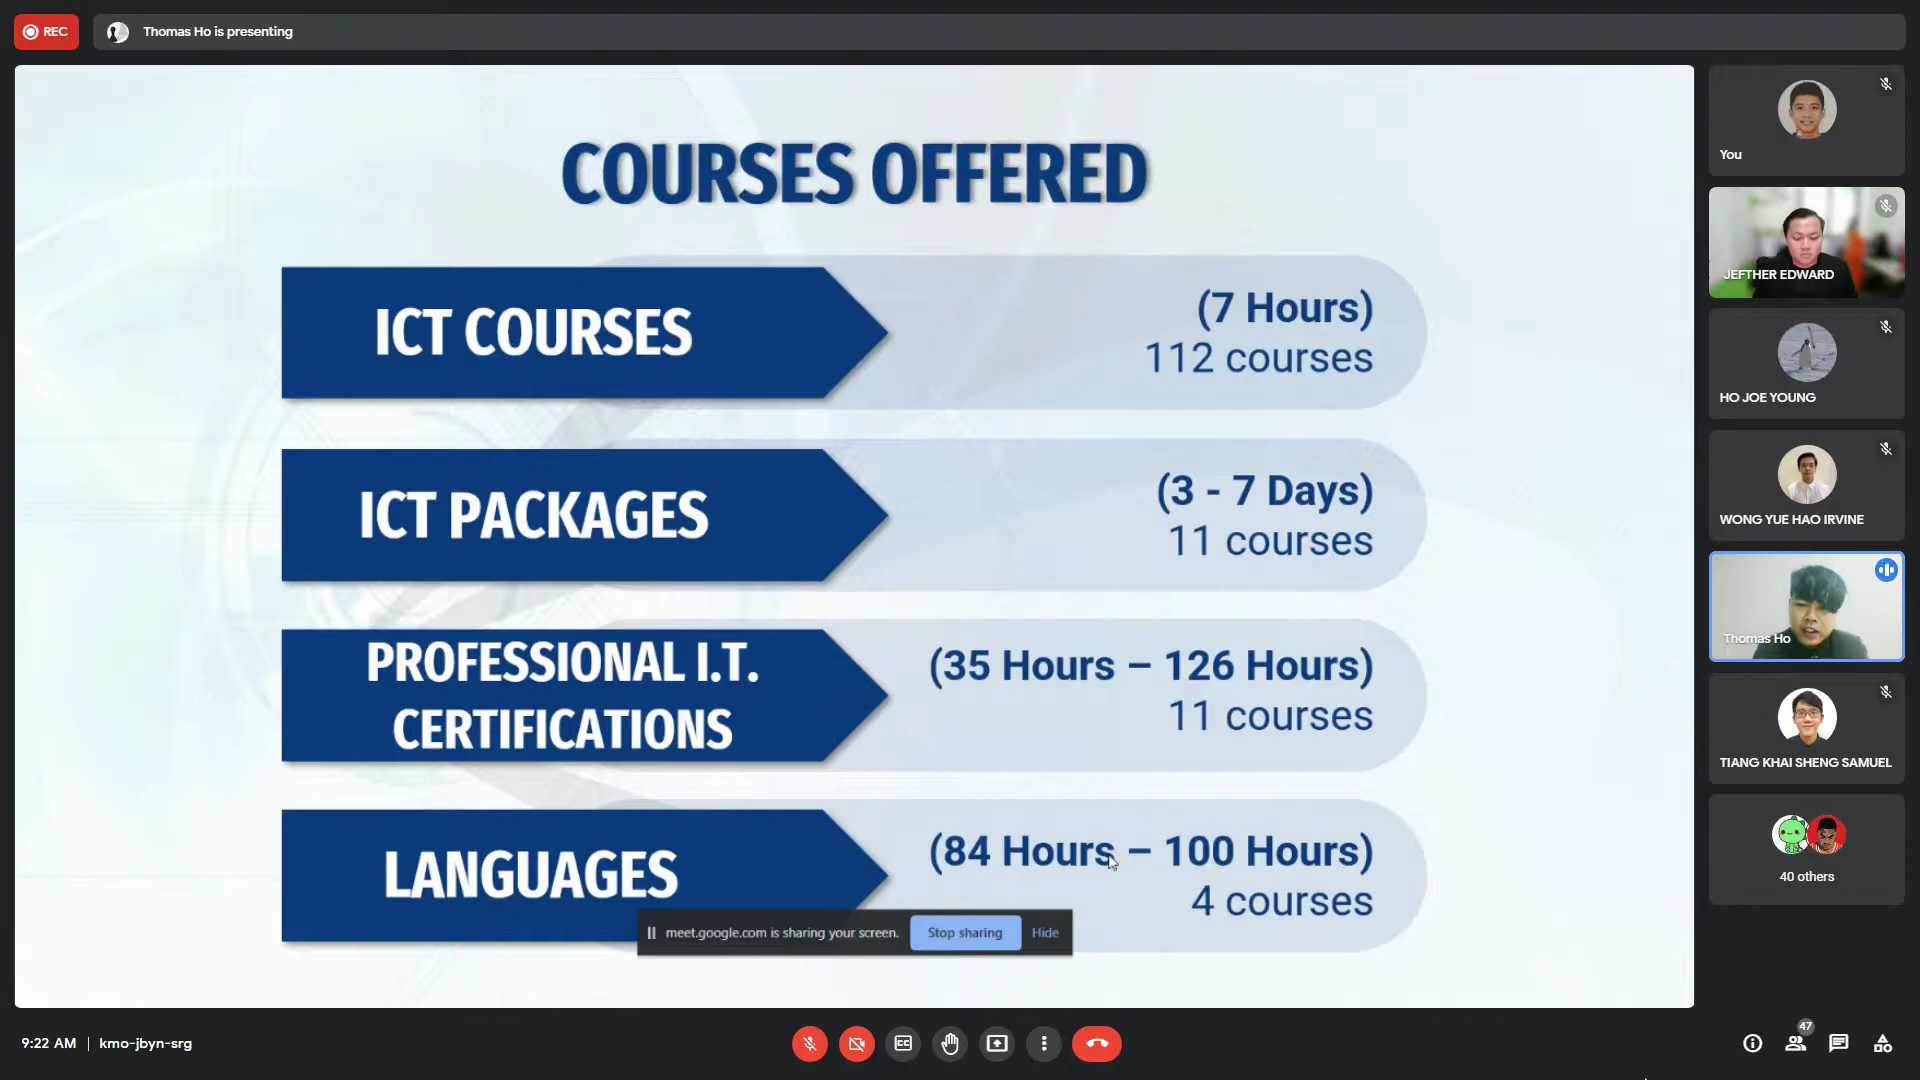 REC
Thomas Ho is presenting
COURSES OFFERED
ICT COURSES
(7 Hours)
112 courses
ICT PACKAGES
(3 - 7 Days)
11 courses
PROFESSIONAL I.T.
CERTIFICATIONS
(35 Hours – 126 Hours)
11 courses
LANGUAGES
(84 Hours – 100 Hours)
4 courses
meet.google.com is sharing your screen.
Stop sharing
Hide
You
JEFTHER EDWARD
HO JOE YOUNG
WONG YUE HAO IRVINE
Thomas Ho
TIANG KHAI SHENG SAMUEL
40 others
9:22 AM | kmo-jbyn-srg
CC
47